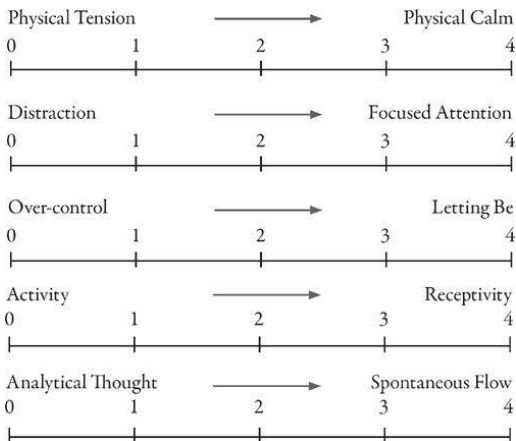 Physical Tension Physical Calm
0 1 2 3 4
Distraction Focused Attention
0 1 2 3 4
Over-control Letting Be
0 1 2 3 4
Activity Receptivity
0 1 2 3 4
Analytical Thought Spontaneous Flow
0 1 2 3 4